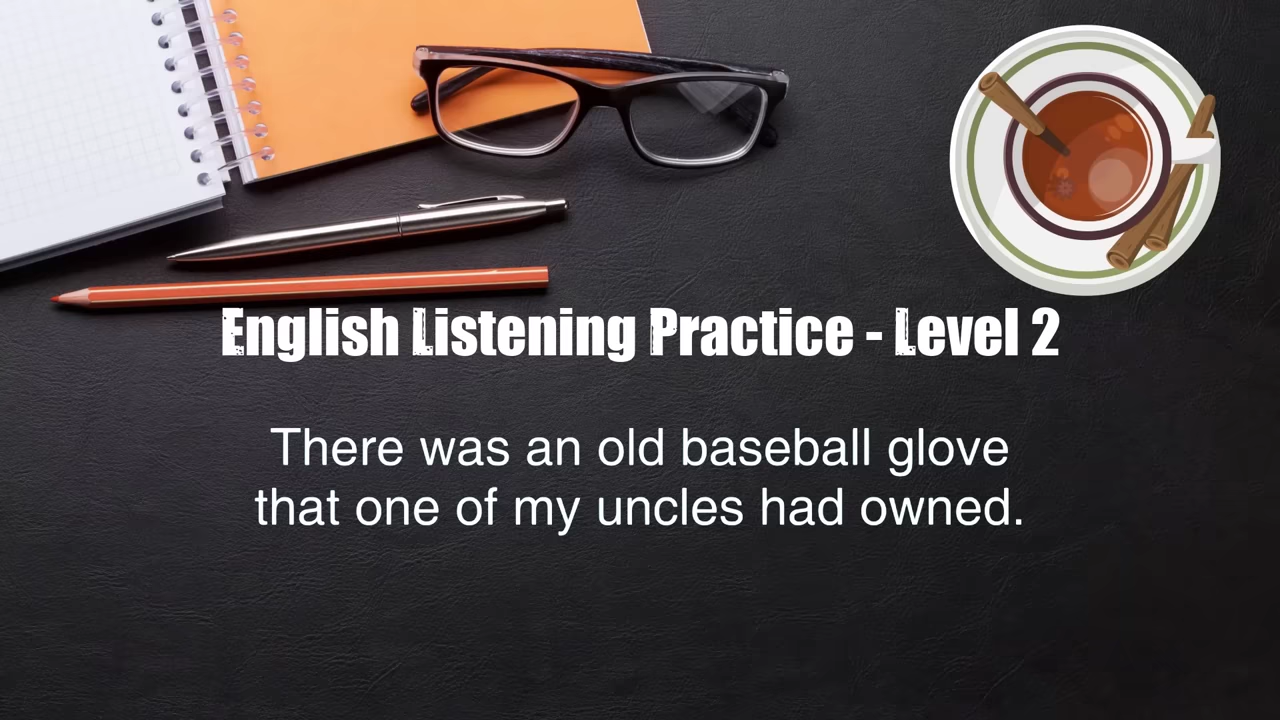 English Listening Practice - Level 2
There was an old baseball glove
that one of my uncles had owned.